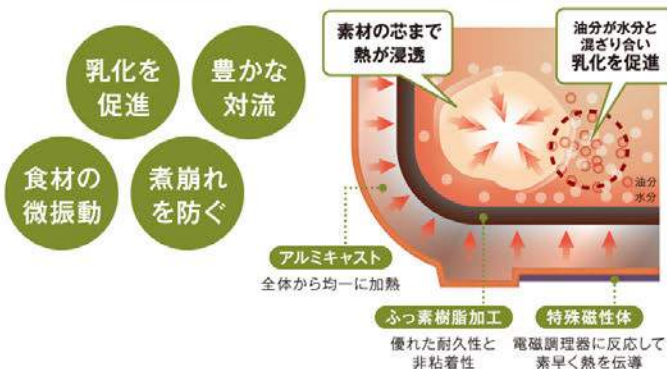 乳化を
促進
豊かな
対流
食材の
微振動
煮崩れ
を防ぐ
素材の芯まで
熱が浸透
油分が水分と
混ざり合い
乳化を促進
油分
水分
アルミキャスト
全体から均一に加熱
ふっ素樹脂加工
優れた耐久性と
非粘着性
特殊磁性体
電磁調理器に反応して
素早く熱を伝導